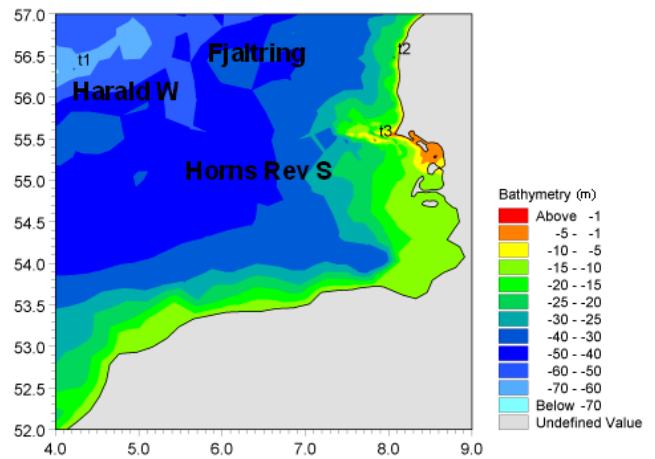 57.0
Fjaltring
t1
t2
Harald W
56.0
55.5
t3
Horns Rev S
55.0
54.5
54.0
53.5
53.0
52.5
52.0
4.0 5.0 6.0 7.0 8.0 9.0
Bathymetry (m)
Above -1
-5 - -1
-10 - -5
-15 - -10
-20 - -15
-25 - -20
-30 - -25
-40 - -30
-50 - -40
-60 - -50
-70 - -60
Below -70
Undefined Value
56.5